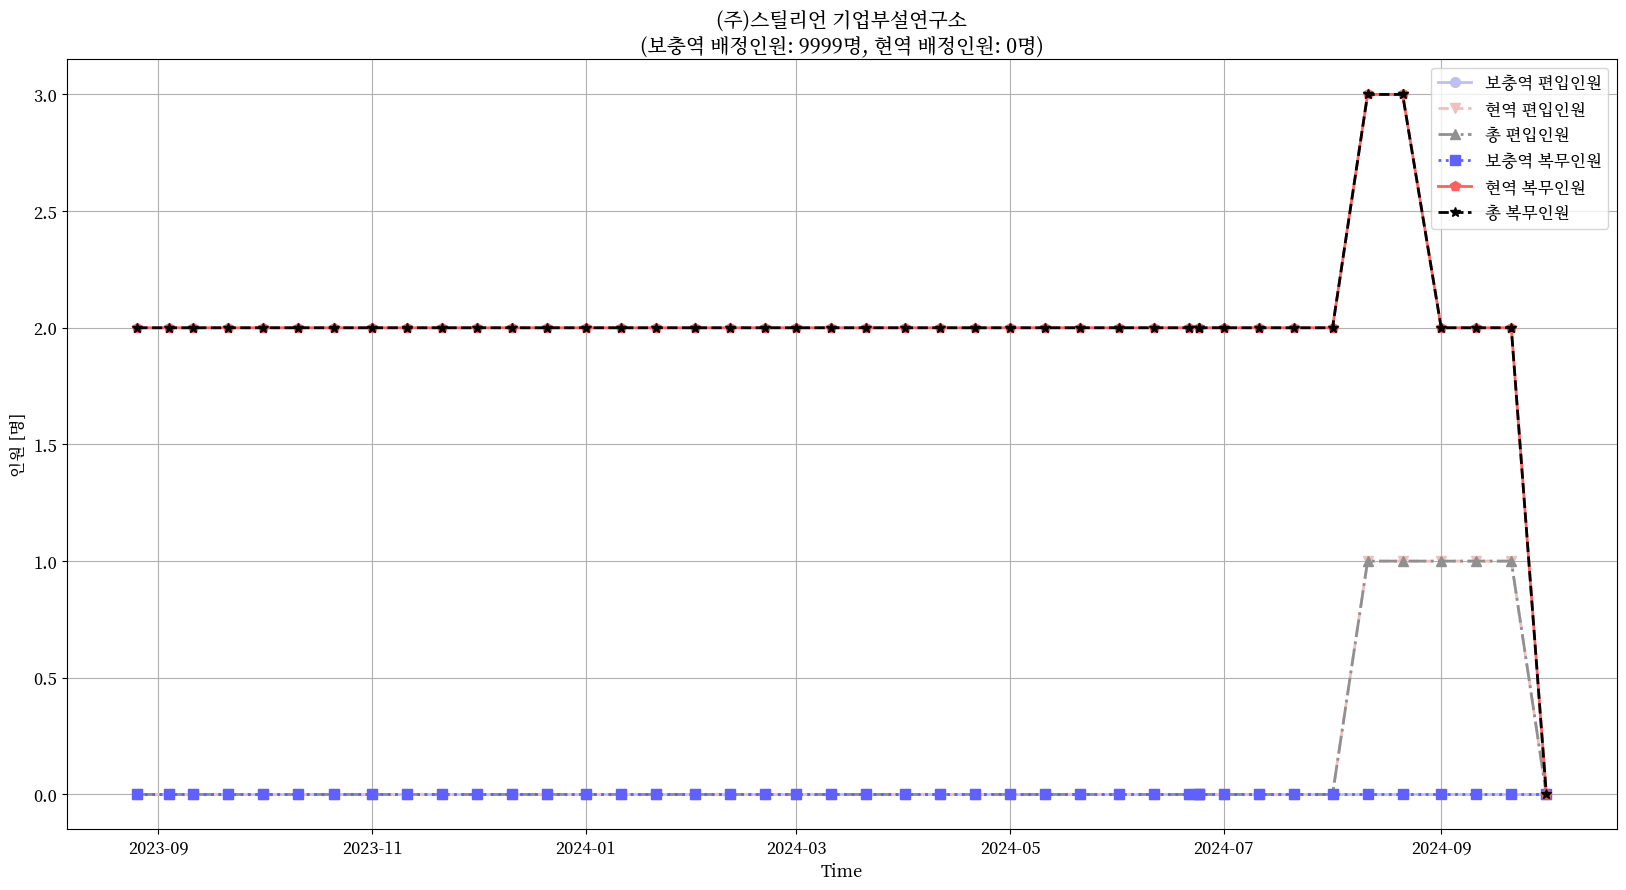 (주)스틸리언 기업부설연구소
(보충역 배정인원: 9999명, 현역 배정인원: 0명)
보충역 편입인원
현역 편입인원
총 편입인원
보충역 복무인원
현역 복무인원
총 복무인원
인원 [명]
3.0
2.5
2.0
1.5
1.0
0.5
0.0
2023-09
2023-11
2024-01
2024-03
2024-05
2024-07
2024-09
Time